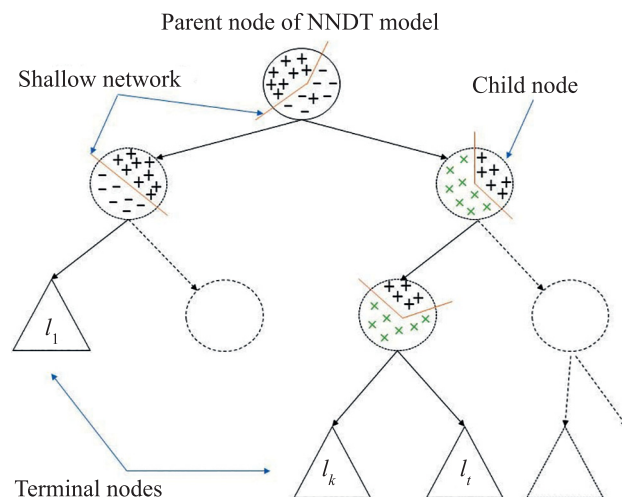 Parent node of NNDT model
Shallow network
Child node
l1
lk
lt
Terminal nodes